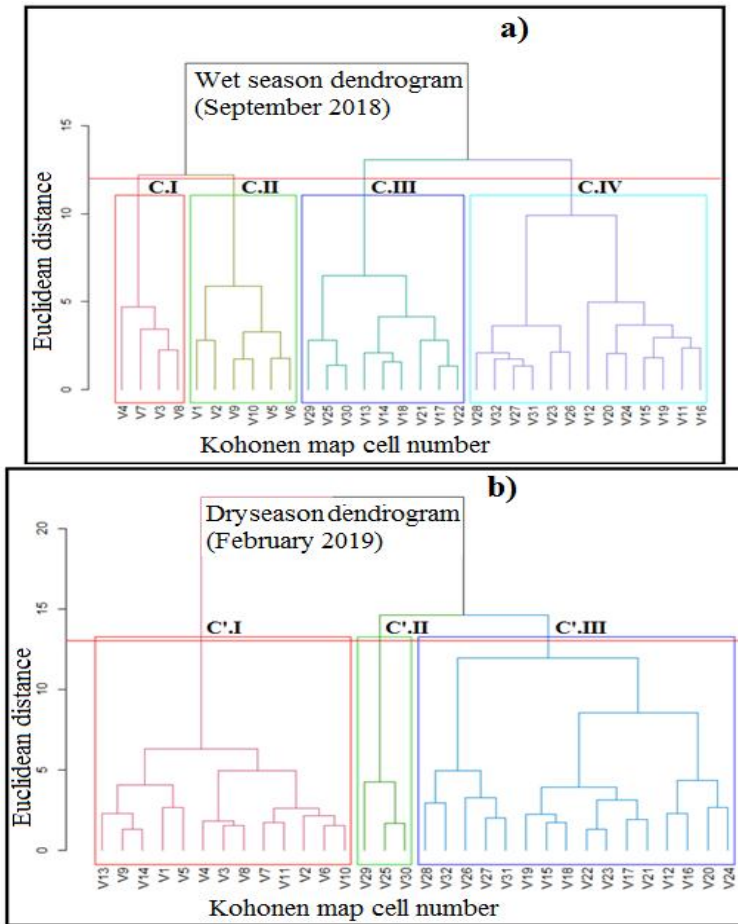 a)
Wet season dendrogram
(September 2018)
Euclidean distance
15
10
5
0
C.I C.II C.III C.IV
V4 V7 V3 V8 V1 V2 V9 V10 V5 V6 V29 V25 V30 V13 V14 V18 V21 V17 V22 V28 V32 V27 V31 V23 V26 V12 V20 V24 V15 V19 V11 V16
Kohonen map cell number
b)
Dry season dendrogram
(February 2019)
Euclidean distance
20
15
10
5
0
C'.I C'.II C'.III
V13 V9 V14 V1 V5 V4 V3 V8 V7 V11 V2 V6 V10 V29 V25 V30 V28 V32 V26 V27 V31 V19 V15 V18 V22 V23 V17 V21 V12 V16 V20 V24
Kohonen map cell number